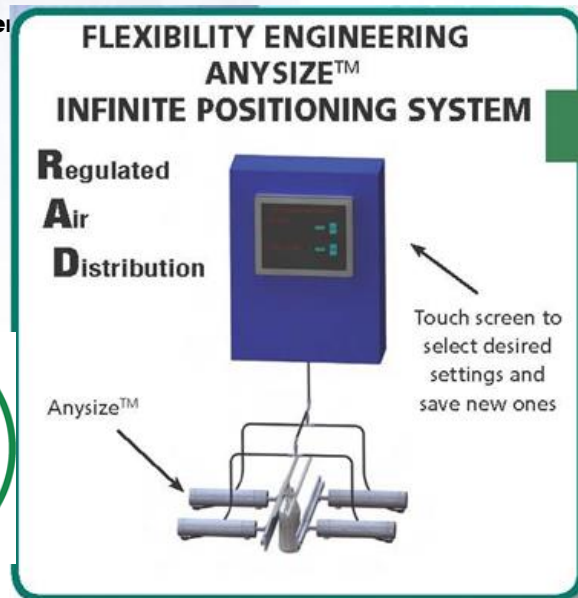 FLEXIBILITY ENGINEERING
ANYSIZE™
INFINITE POSITIONING SYSTEM
Regulated
Air
Distribution
Touch screen to
select desired
settings and
save new ones
Anysize™